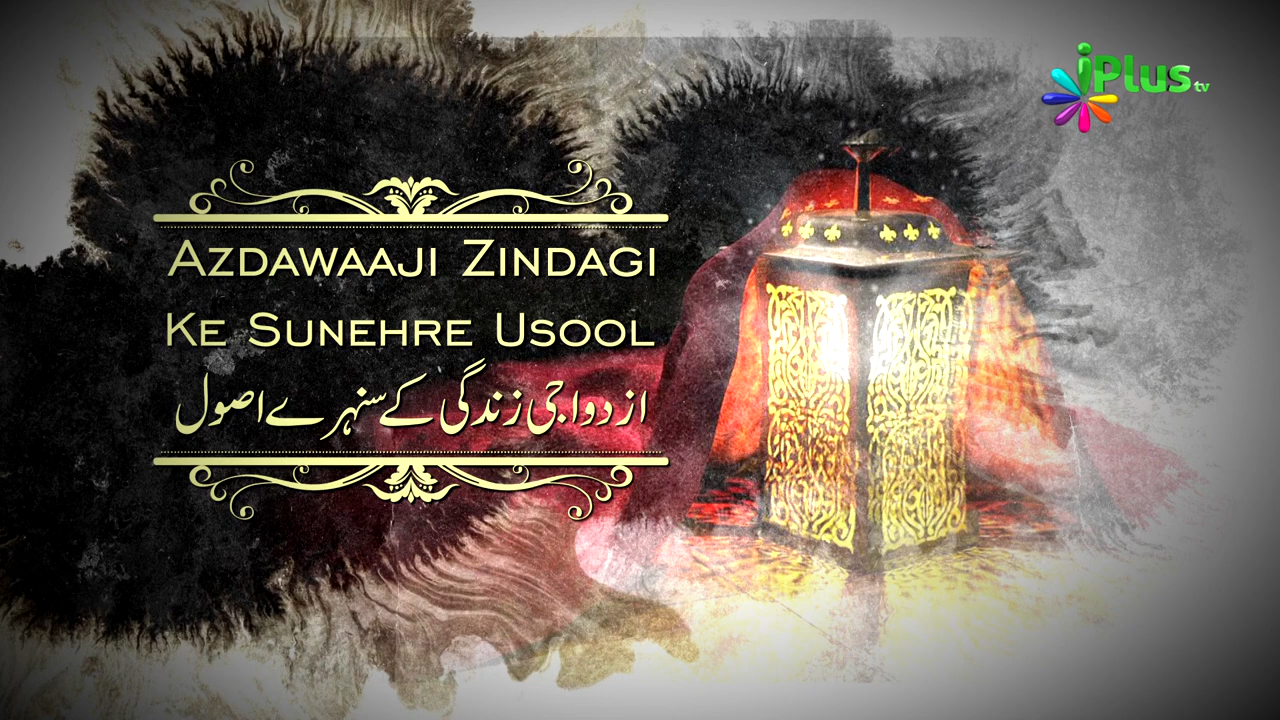 iPlus tv
AZDAWAAJI ZINDAGI
KE SUNEHRE USOOL
ازدواجی زندگی کے سنہرے اصول